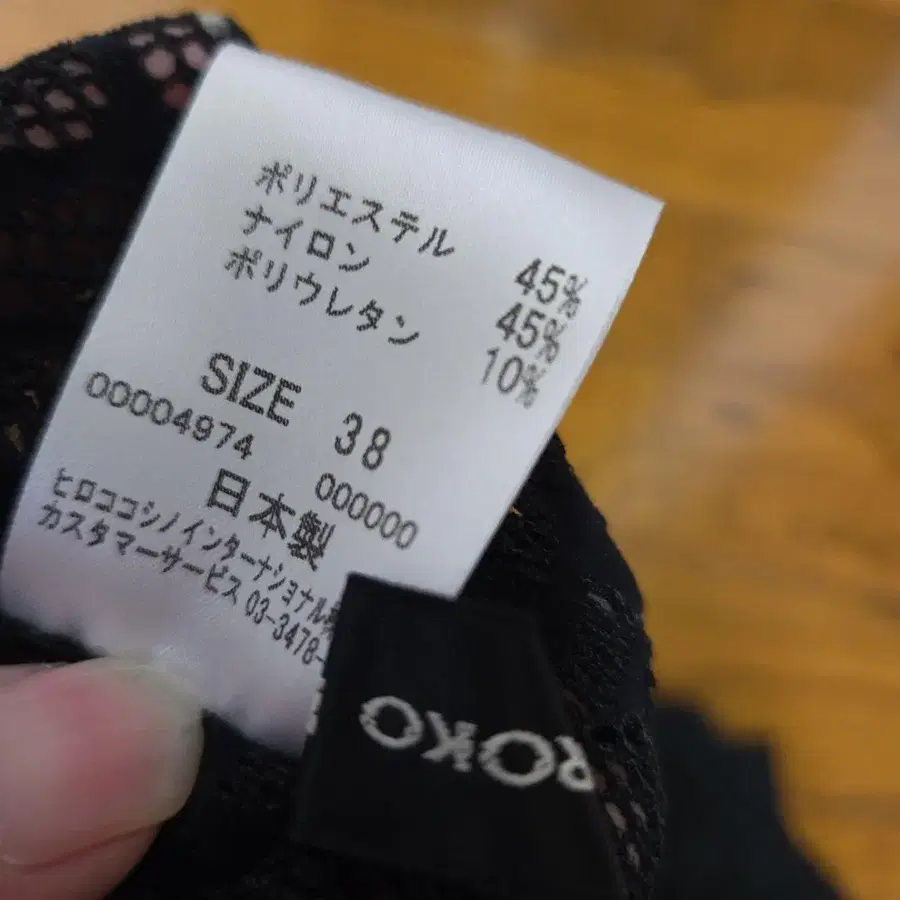 ポリエステル 45%
ナイロン 45%
ポリウレタン 10%
SIZE 38
00004974 000000
日本製
ヒロココシノインターナショナル株
カスタマーサービス 03-3478-
ROKO